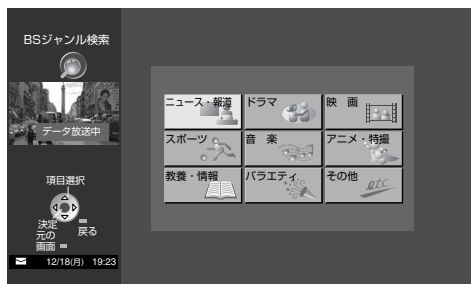 BSジャンル検索
データ放送中
項目選択
決定
戻る
元の
画面
12/18(月) 19:23
ニュース・報道
ドラマ
映 画
スポーツ
音 楽
アニメ・特撮
教養・情報
バラエティ
その他
etc